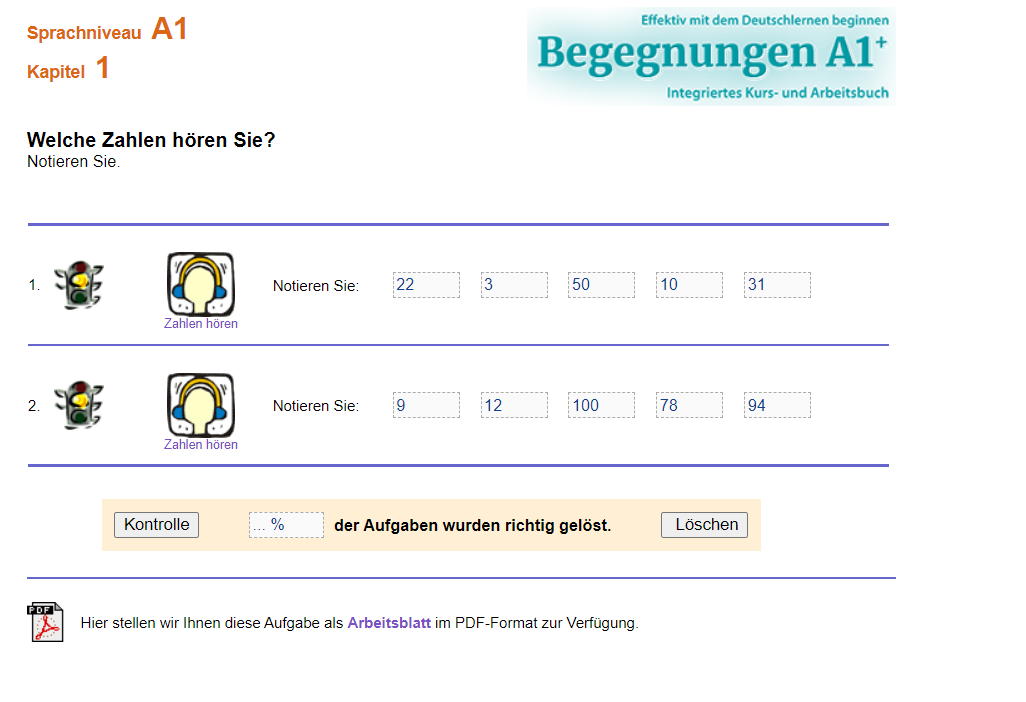 Sprachniveau A1
Kapitel 1
Effektiv mit dem Deutschlernen beginnen
Begegnungen A1+
Integriertes Kurs- und Arbeitsbuch
Welche Zahlen hören Sie?
Notieren Sie.
1. Zahlen hören Notieren Sie: 22 3 50 10 31
2. Zahlen hören Notieren Sie: 9 12 100 78 94
Kontrolle ... % der Aufgaben wurden richtig gelöst. Löschen
PDF Hier stellen wir Ihnen diese Aufgabe als Arbeitsblatt im PDF-Format zur Verfügung.